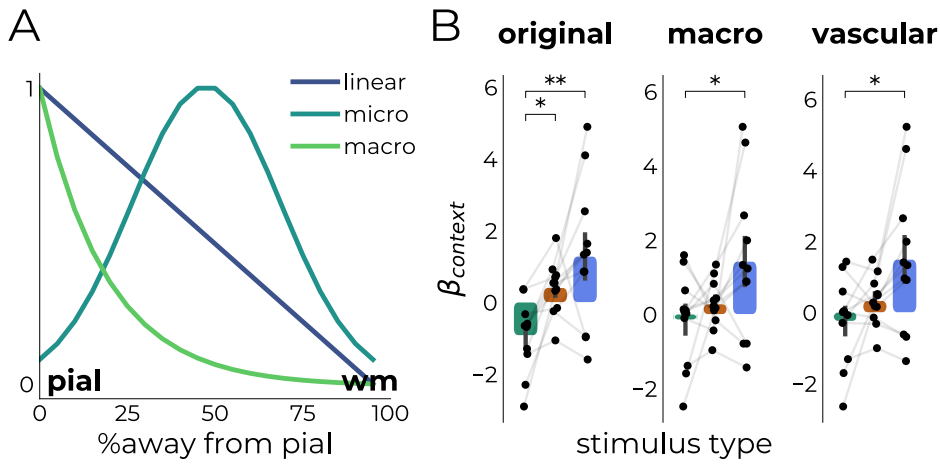 A
1
0
linear
micro
macro
pial
wm
0 25 50 75 100
%away from pial
B
original macro vascular
** * * *
6 6 6
4 4 4
2 2 2
0 0 0
−2 −2 −2
βcontext
stimulus type